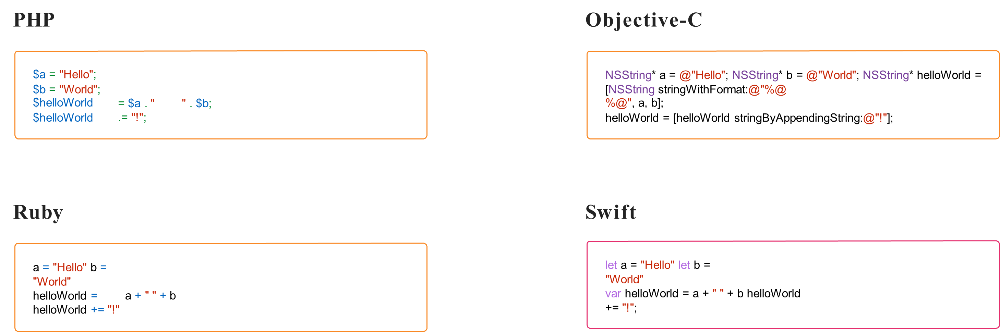 PHP
$a = "Hello";
$b = "World";
$helloWorld = $a . " " . $b;
$helloWorld .= "!";
Objective-C
NSString* a = @"Hello"; NSString* b = @"World"; NSString* helloWorld =
[NSString stringWithFormat:@"%@
%@", a, b];
helloWorld = [helloWorld stringByAppendingString:@"!"];
Ruby
a = "Hello" b =
"World"
helloWorld = a + " " + b
helloWorld += "!"
Swift
let a = "Hello" let b =
"World"
var helloWorld = a + " " + b helloWorld
+= "!";